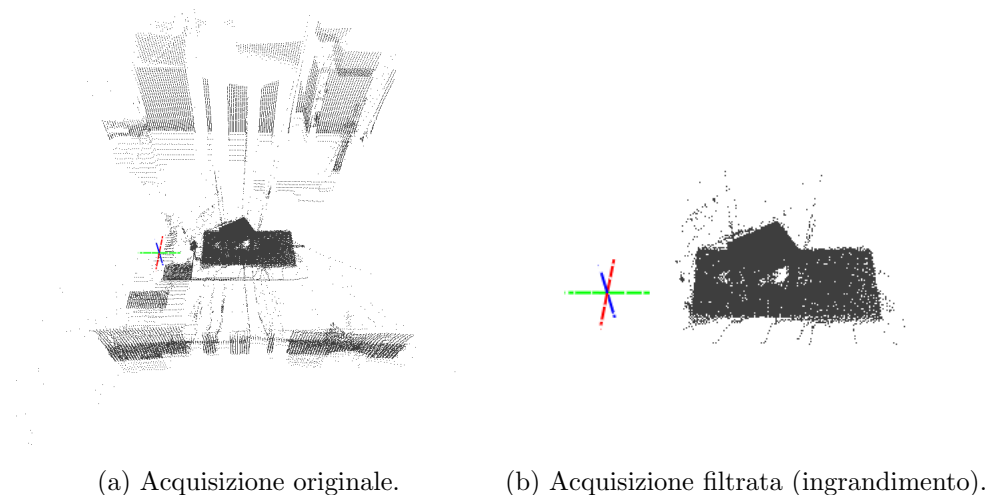 (a) Acquisizione originale.
(b) Acquisizione filtrata (ingrandimento).